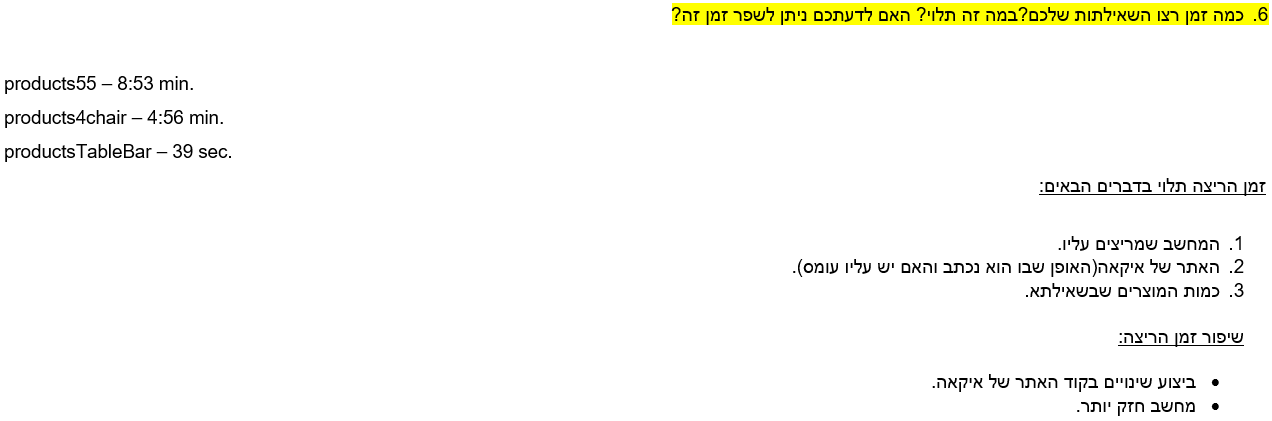 6. כמה זמן רצו השאילתות שלכם?במה זה תלוי? האם לדעתכם ניתן לשפר זמן זה?
products55 – 8:53 min.
products4chair – 4:56 min.
productsTableBar – 39 sec.
זמן הריצה תלוי בדברים הבאים:
1. המחשב שמריצים עליו.
2. האתר של איקאה(האופן שבו הוא נכתב והאם יש עליו עומס).
3. כמות המוצרים שבשאילתא.
שיפור זמן הריצה:
• ביצוע שינויים בקוד האתר של איקאה.
• מחשב חזק יותר.